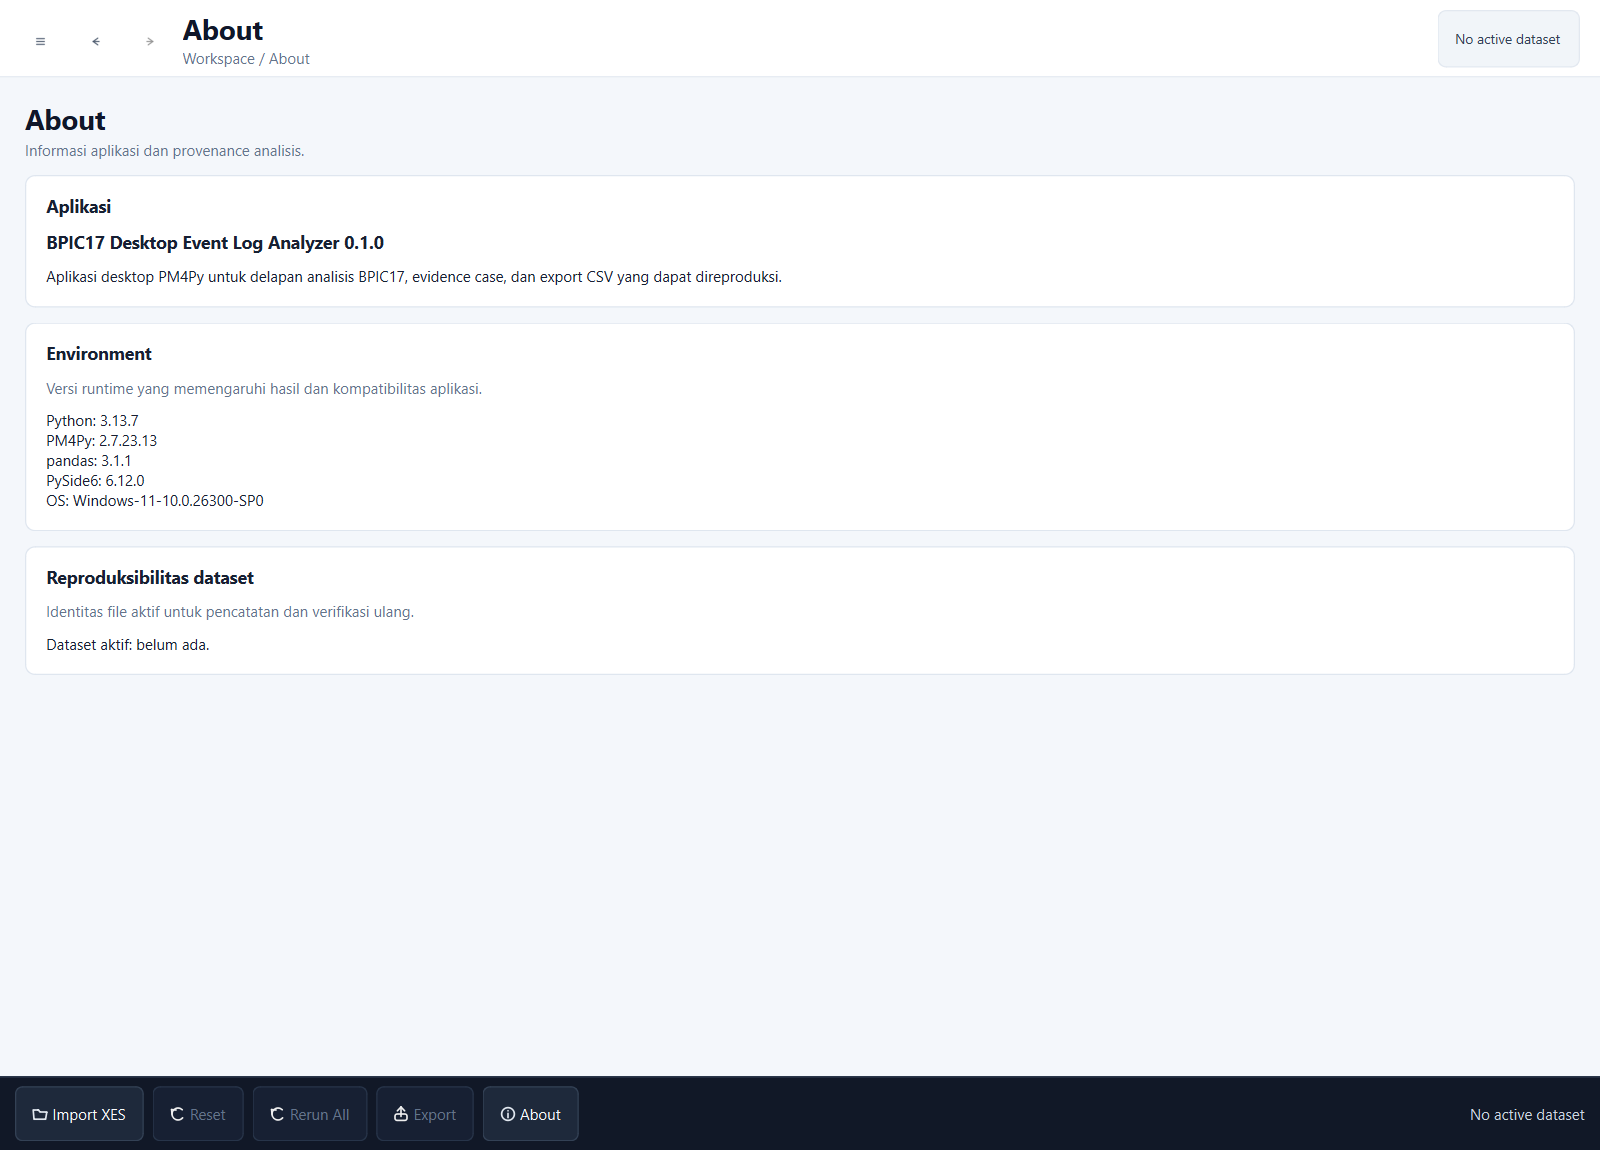 About
Workspace / About
No active dataset
About
Informasi aplikasi dan provenance analisis.
Aplikasi
BPIC17 Desktop Event Log Analyzer 0.1.0
Aplikasi desktop PM4Py untuk delapan analisis BPIC17, evidence case, dan export CSV yang dapat direproduksi.
Environment
Versi runtime yang memengaruhi hasil dan kompatibilitas aplikasi.
Python: 3.13.7
PM4Py: 2.7.23.13
pandas: 3.1.1
PySide6: 6.12.0
OS: Windows-11-10.0.26300-SP0
Reproduksibilitas dataset
Identitas file aktif untuk pencatatan dan verifikasi ulang.
Dataset aktif: belum ada.
Import XES
Reset
Rerun All
Export
About
No active dataset